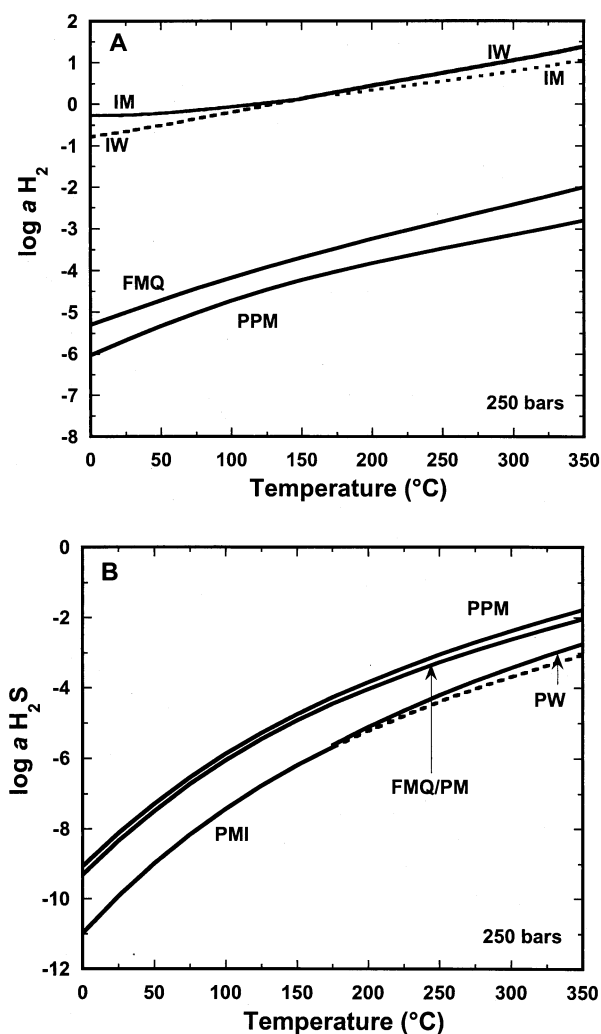 A
2
1
0
-1
-2
-3
-4
-5
-6
-7
-8
log a H2
IM
IW
IW
IM
FMQ
PPM
250 bars
0 50 100 150 200 250 300 350
Temperature (°C)
B
0
-2
-4
-6
-8
-10
-12
log a H2S
PPM
PW
FMQ/PM
PMI
250 bars
0 50 100 150 200 250 300 350
Temperature (°C)